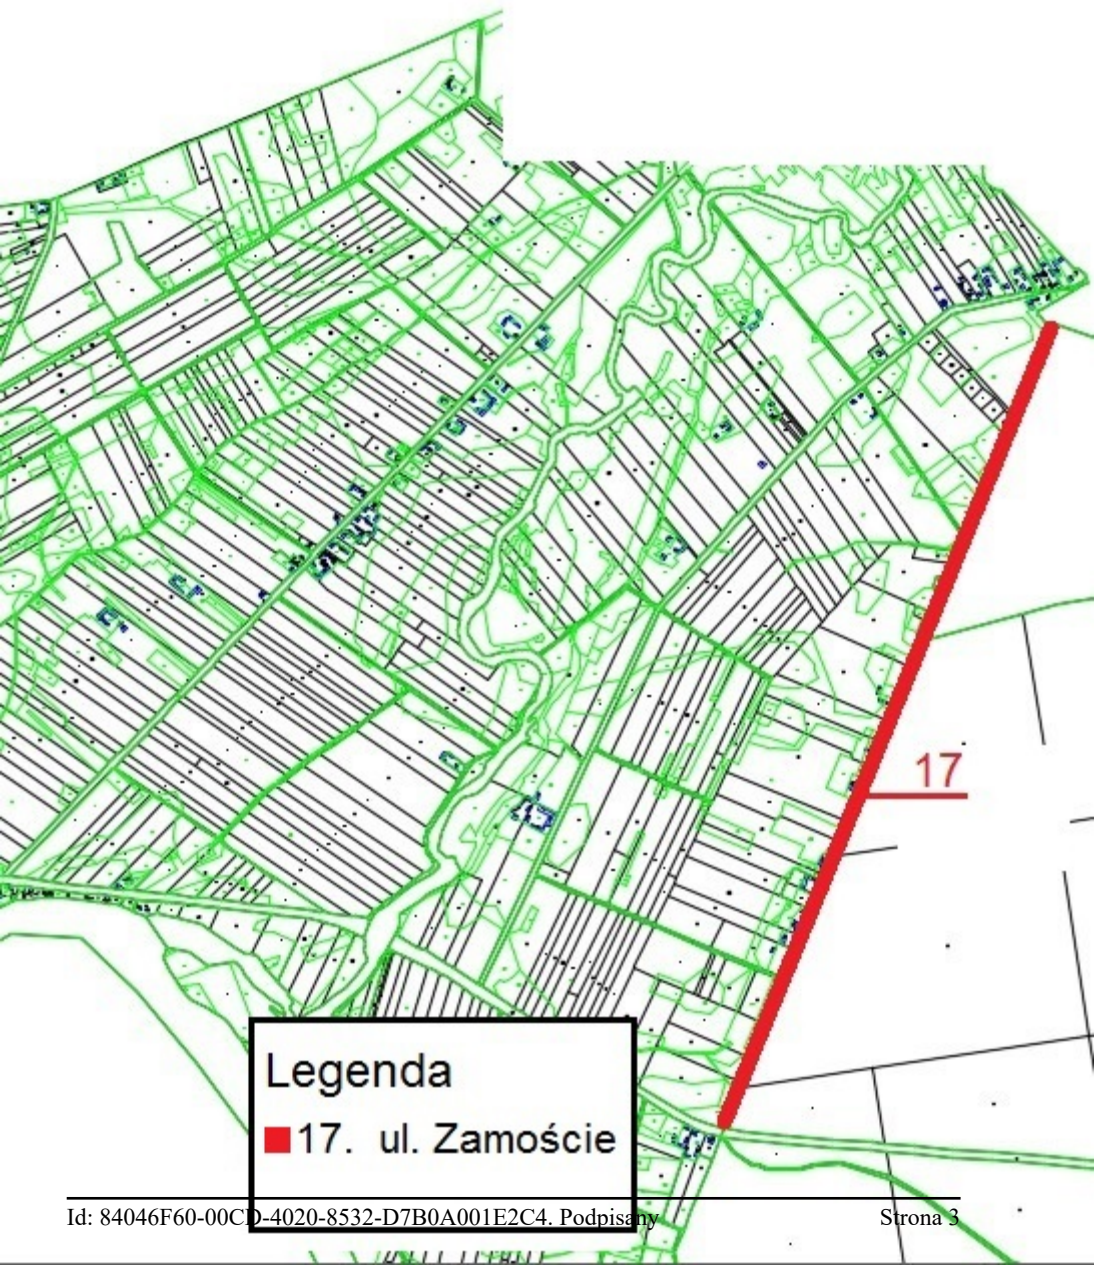 17
Legenda
17. ul. Zamoście
Id: 84046F60-00CD-4020-8532-D7B0A001E2C4. Podpisany
Strona 3